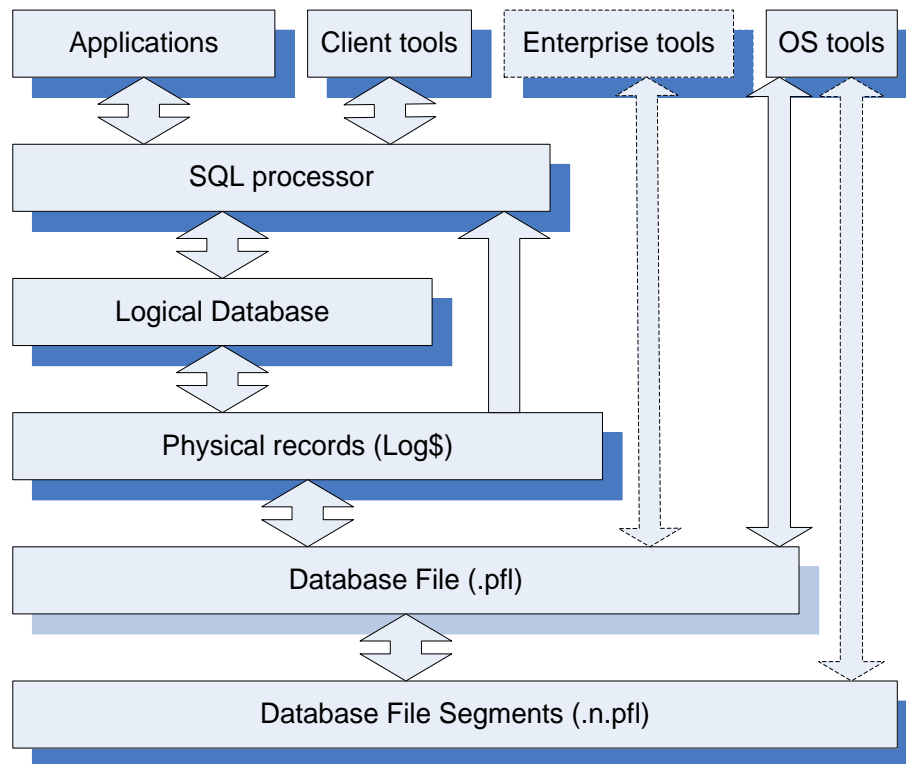 Applications
Client tools
Enterprise tools
OS tools
SQL processor
Logical Database
Physical records (Log$)
Database File (.pfl)
Database File Segments (.n.pfl)